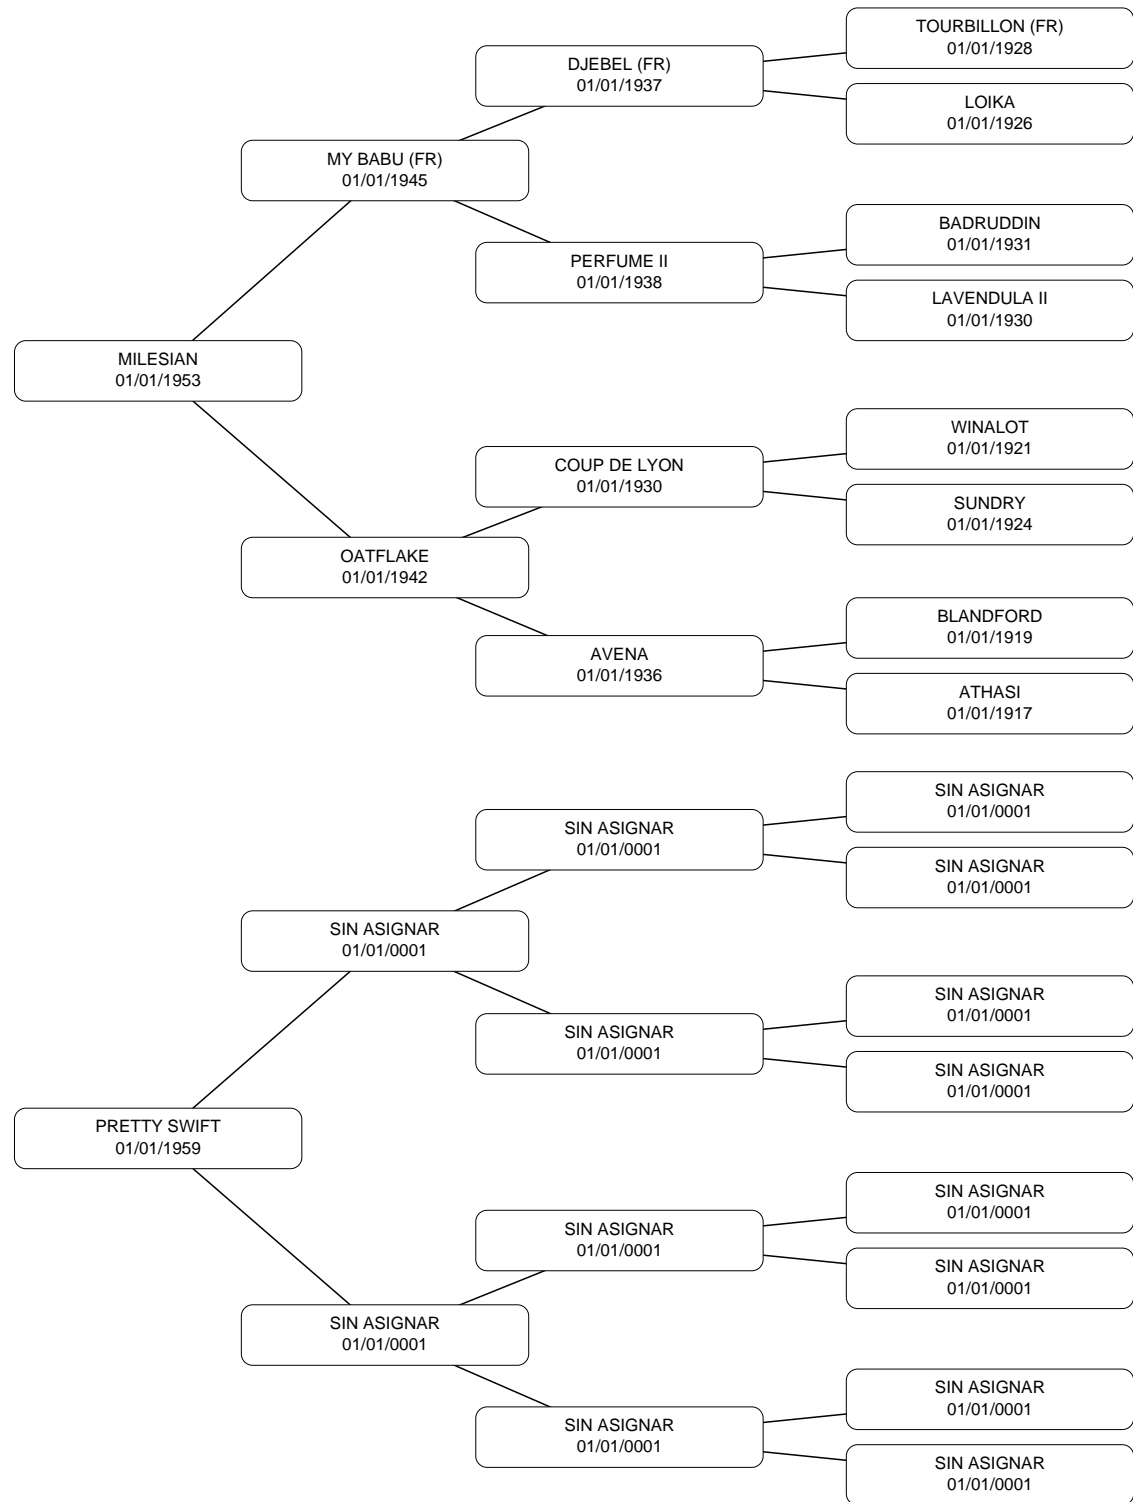 TOURBILLON (FR)
01/01/1928
DJEBEL (FR)
01/01/1937
LOIKA
01/01/1926
MY BABU (FR)
01/01/1945
BADRUDDIN
01/01/1931
PERFUME II
01/01/1938
LAVENDULA II
01/01/1930
MILESIAN
01/01/1953
WINALOT
01/01/1921
COUP DE LYON
01/01/1930
SUNDRY
01/01/1924
OATFLAKE
01/01/1942
BLANDFORD
01/01/1919
AVENA
01/01/1936
ATHASI
01/01/1917
SIN ASIGNAR
01/01/0001
SIN ASIGNAR
01/01/0001
SIN ASIGNAR
01/01/0001
SIN ASIGNAR
01/01/0001
SIN ASIGNAR
01/01/0001
SIN ASIGNAR
01/01/0001
SIN ASIGNAR
01/01/0001
PRETTY SWIFT
01/01/1959
SIN ASIGNAR
01/01/0001
SIN ASIGNAR
01/01/0001
SIN ASIGNAR
01/01/0001
SIN ASIGNAR
01/01/0001
SIN ASIGNAR
01/01/0001
SIN ASIGNAR
01/01/0001
SIN ASIGNAR
01/01/0001